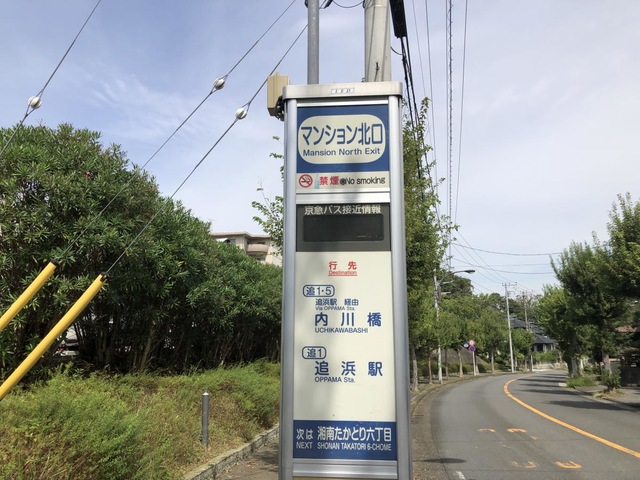 マンション北口
Mansion North Exit
禁煙 No smoking
京急バス接近情報
行先
Destination
追1・5
追浜駅 経由
Via OPPAMA Sta.
内川橋
UCHIKAWABASHI
追1
追浜駅
OPPAMA Sta.
次は 湘南たかとり六丁目
NEXT SHONAN TAKATORI 6-CHOME